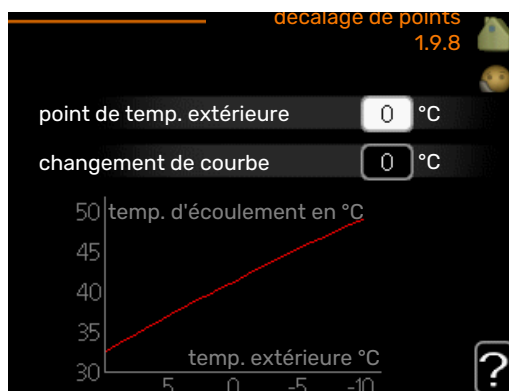 décalage de points
1.9.8
point de temp. extérieure 0 °C
changement de courbe 0 °C
50 temp. d'écoulement en °C
45
40
35
30 temp. extérieure °C
5 0 -5 -10
?